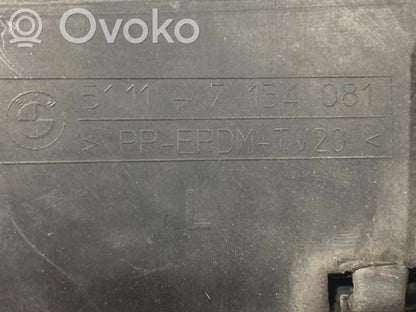 Ovoko
5111 - 7 154 081
> PP-EPDM-TV20 <
L